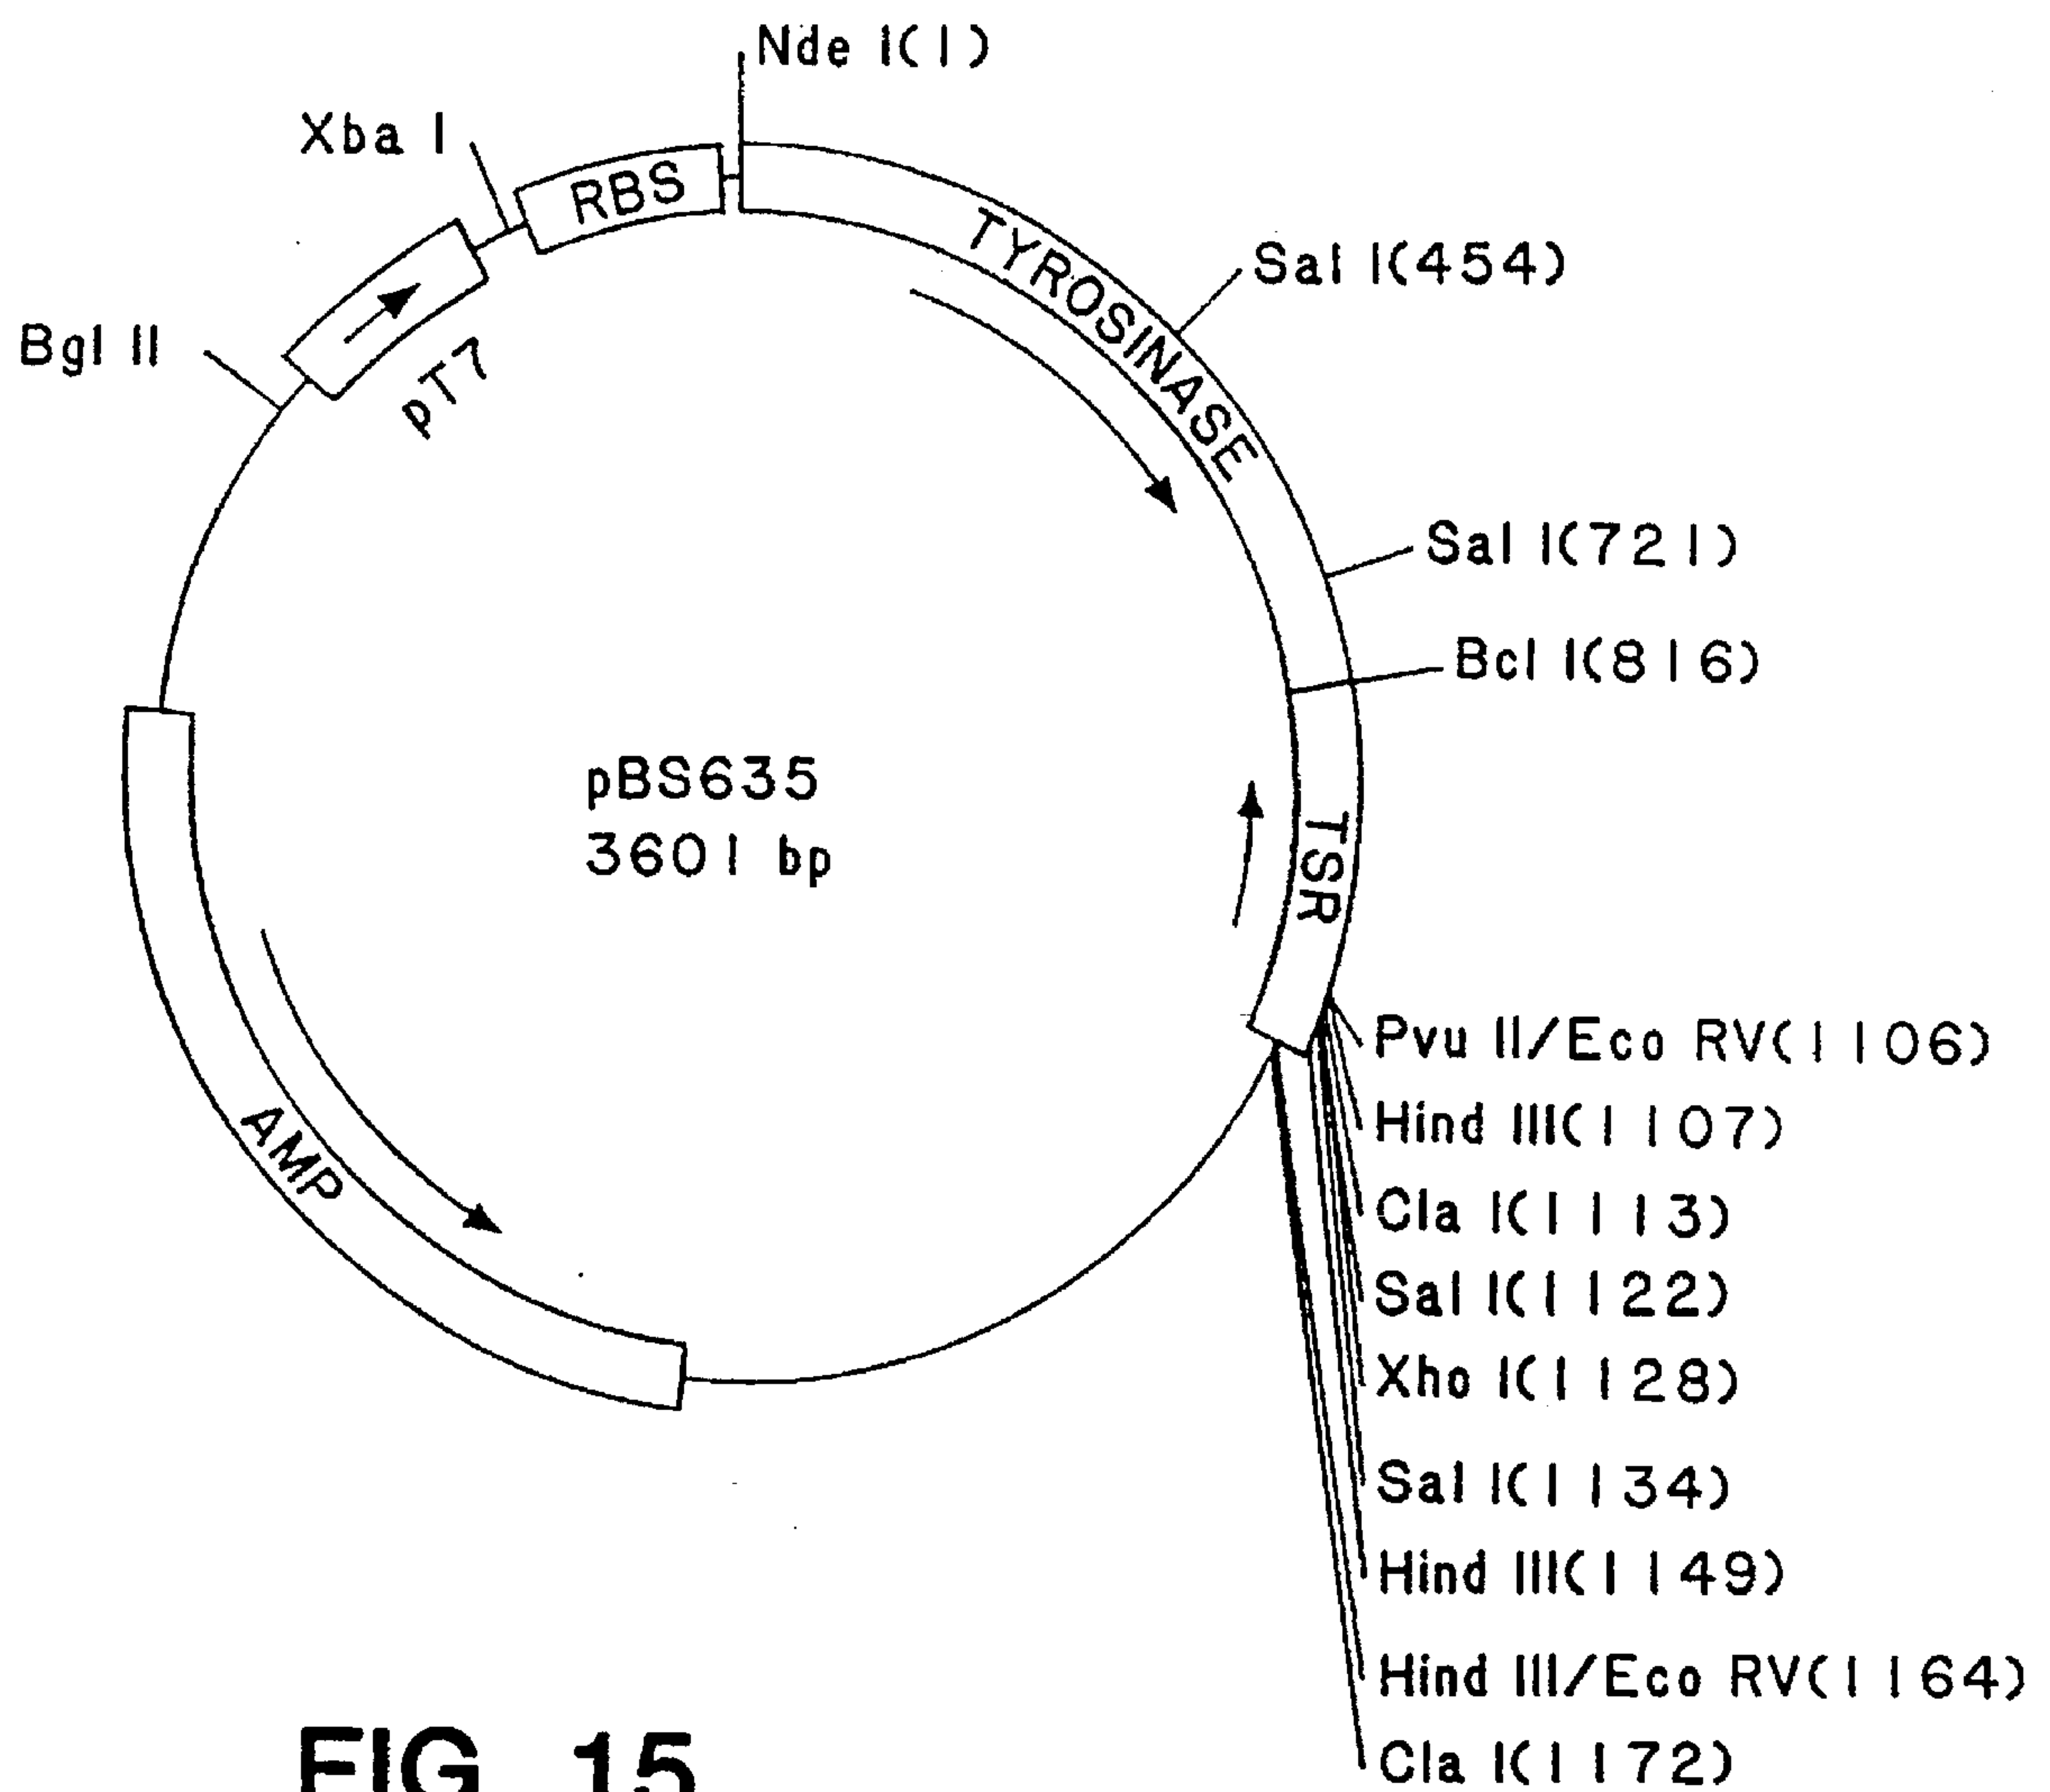 Nde I(1)
Xba I
RBS
TYROSINASE
Sal I(454)
Bgl II
pT7
Sal I(721)
Bcl I(816)
pBS635
3601 bp
TSR
Pvu II/Eco RV(1106)
Hind III(1107)
Cla I(1113)
AMP
Sal I(1122)
Xho I(1128)
Sal I(1134)
Hind III(1149)
Hind III/Eco RV(1164)
Cla I(1172)
FIG. 15